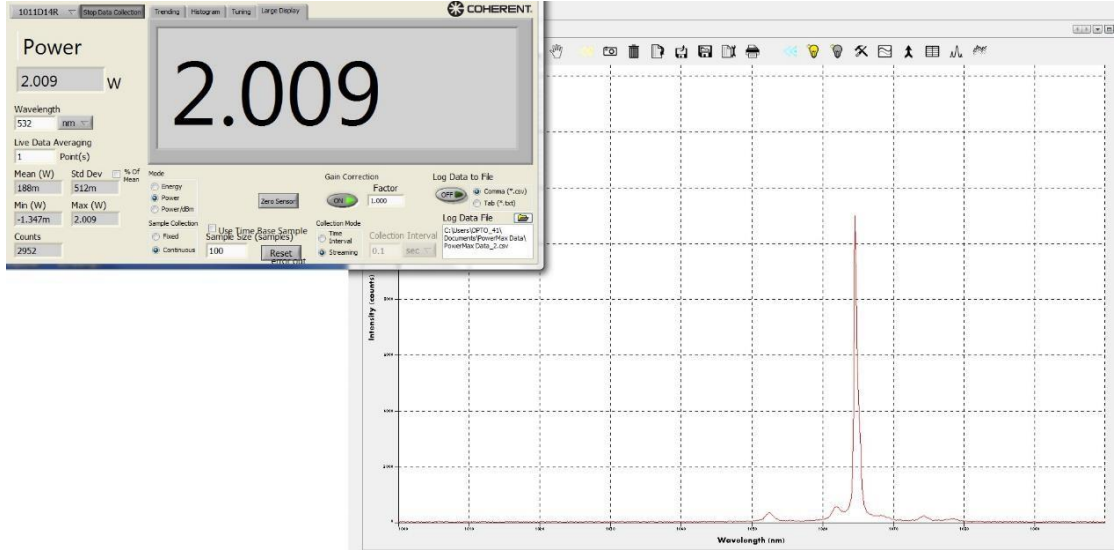 1011D14R
Stop Data Collection
Trending
Histogram
Tuning
Large Display
COHERENT.
Power
2.009 W
2.009
Wavelength
532 nm
Live Data Averaging
1 Point(s)
Mean (W) Std Dev % Of Mean
188m 512m
Min (W) Max (W)
-1.347m 2.009
Counts
2952
Mode
Energy
Power
Power/dBm
Zero Sensor
Sample Collection
Fixed
Continuous
Use Time Base Sample
Sample Size (Samples)
100
Reset
error out
Gain Correction
ON
Factor
1.000
Collection Mode
Time Interval
Streaming
Collection Interval
0.1 sec
Log Data to File
OFF
Comma (*.csv)
Tab (*.txt)
Log Data File
C:\Users\OPTO_41\
Documents\PowerMax Data\
PowerMax Data_2.csv
Intensity (counts)
Wavelength (nm)